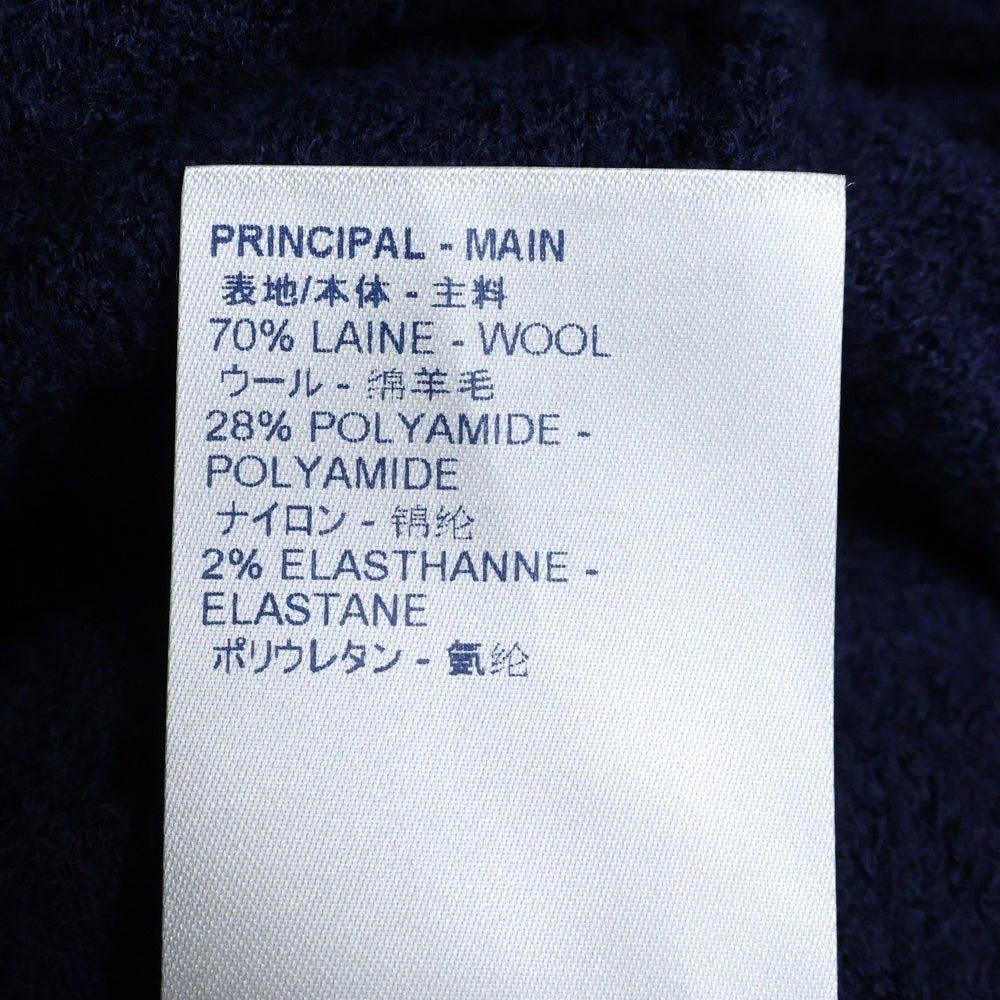 PRINCIPAL - MAIN
表地/本体 - 主料
70% LAINE - WOOL
ウール - 绵羊毛
28% POLYAMIDE -
POLYAMIDE
ナイロン - 锦纶
2% ELASTHANNE -
ELASTANE
ポリウレタン - 氨纶